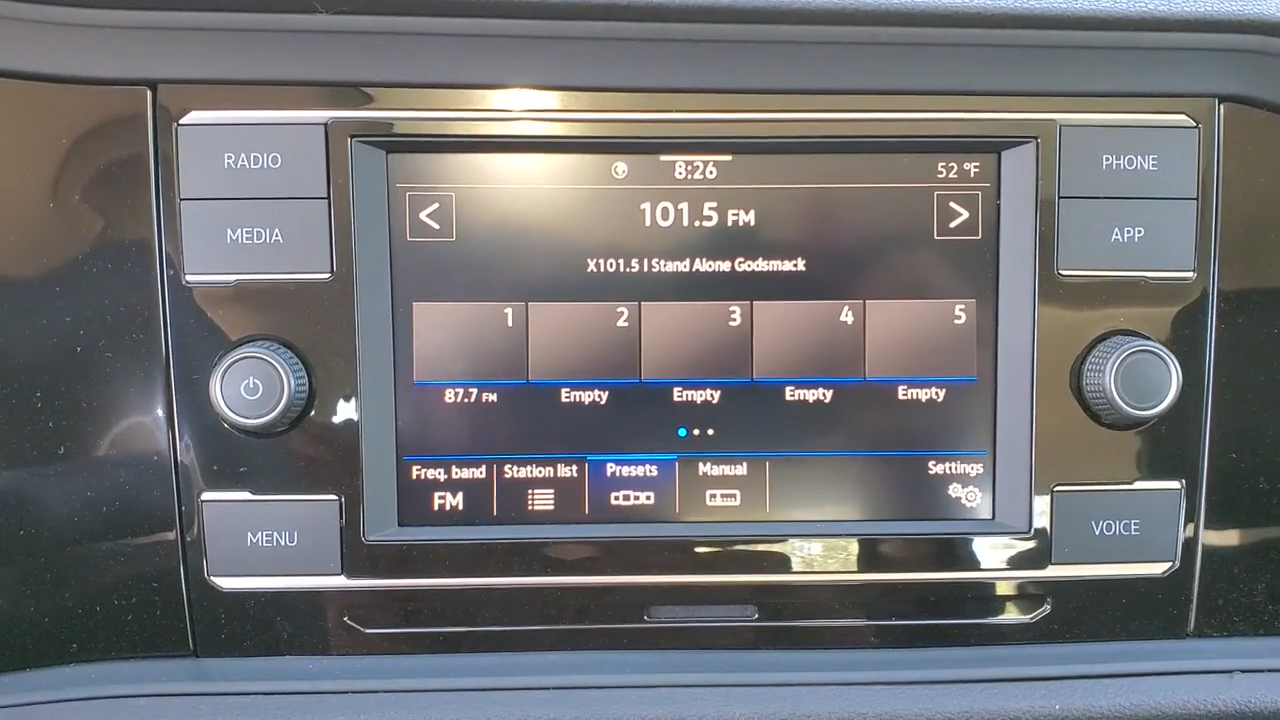 RADIO
MEDIA
MENU
8:26
52 °F
<
101.5 FM
>
X101.5 I Stand Alone Godsmack
1
2
3
4
5
87.7 FM
Empty
Empty
Empty
Empty
Freq. band
FM
Station list
Presets
Manual
Settings
PHONE
APP
VOICE